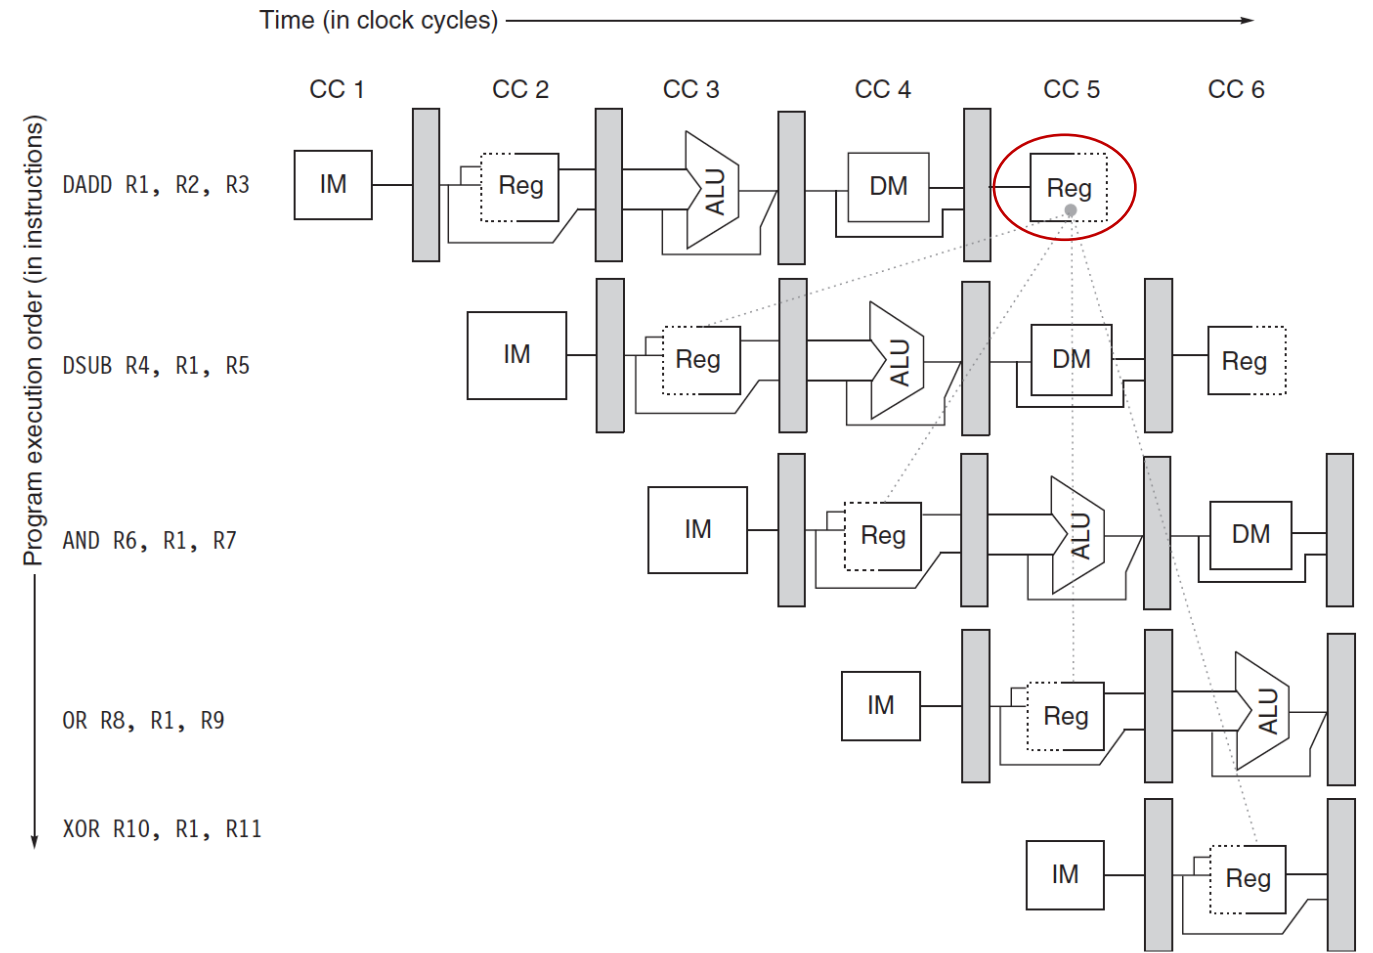 Time (in clock cycles)
CC 1 CC 2 CC 3 CC 4 CC 5 CC 6
Program execution order (in instructions)
DADD R1, R2, R3 IM Reg ALU DM Reg
DSUB R4, R1, R5 IM Reg ALU DM Reg
AND R6, R1, R7 IM Reg ALU DM
OR R8, R1, R9 IM Reg ALU
XOR R10, R1, R11 IM Reg